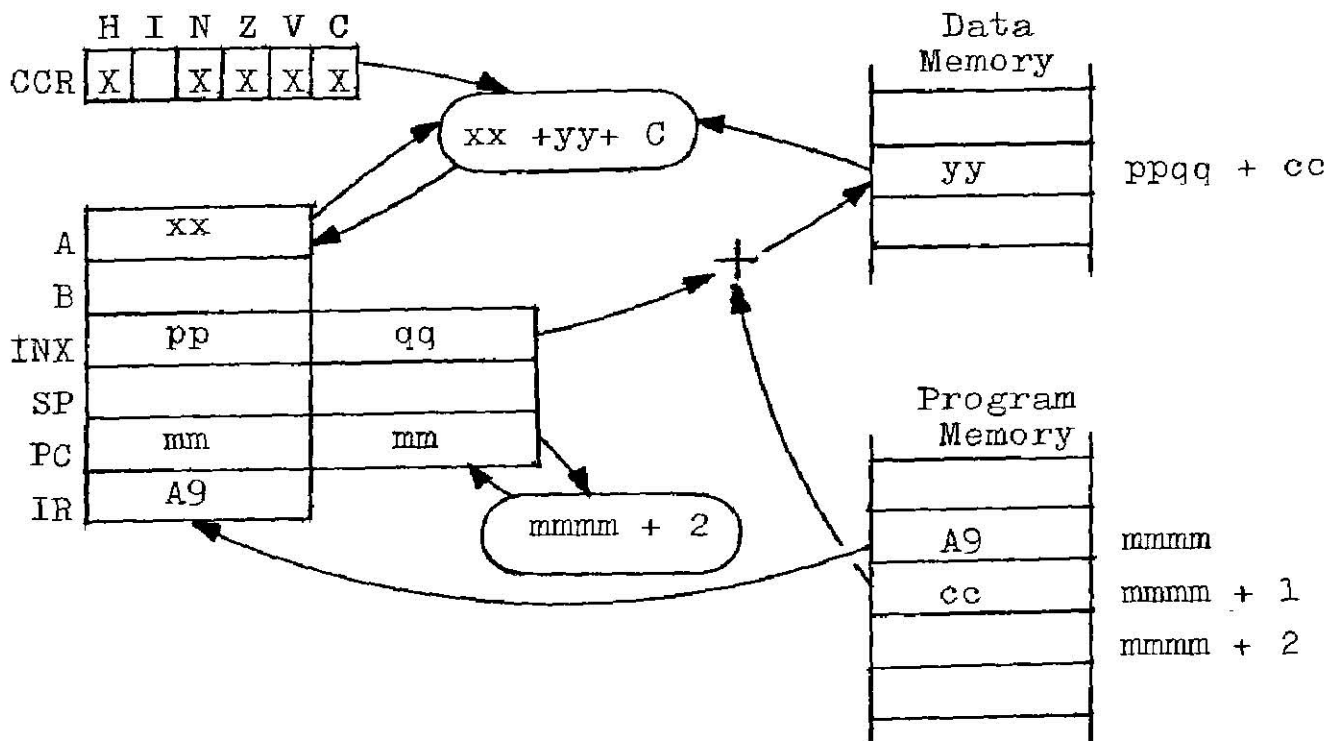 H I N Z V C
CCR X X X X X
Data
Memory
xx +yy+ C
yy ppqq + cc
A xx
B
INX pp qq
SP
PC mm mm
IR A9
mmmm + 2
Program
Memory
A9 mmmm
cc mmmm + 1
mmmm + 2